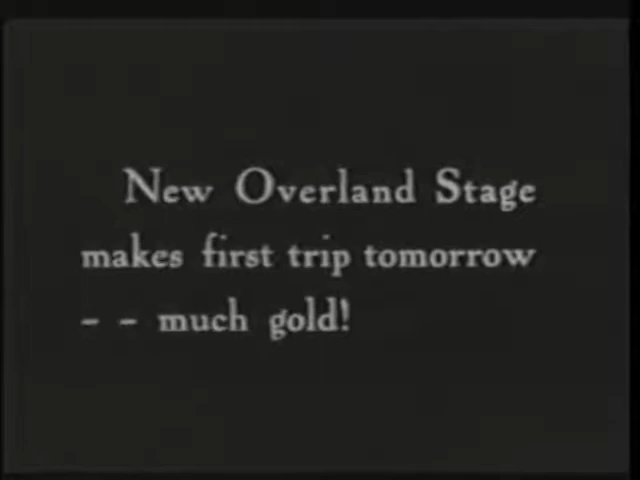 New Overland Stage
makes first trip tomorrow
- - much gold!